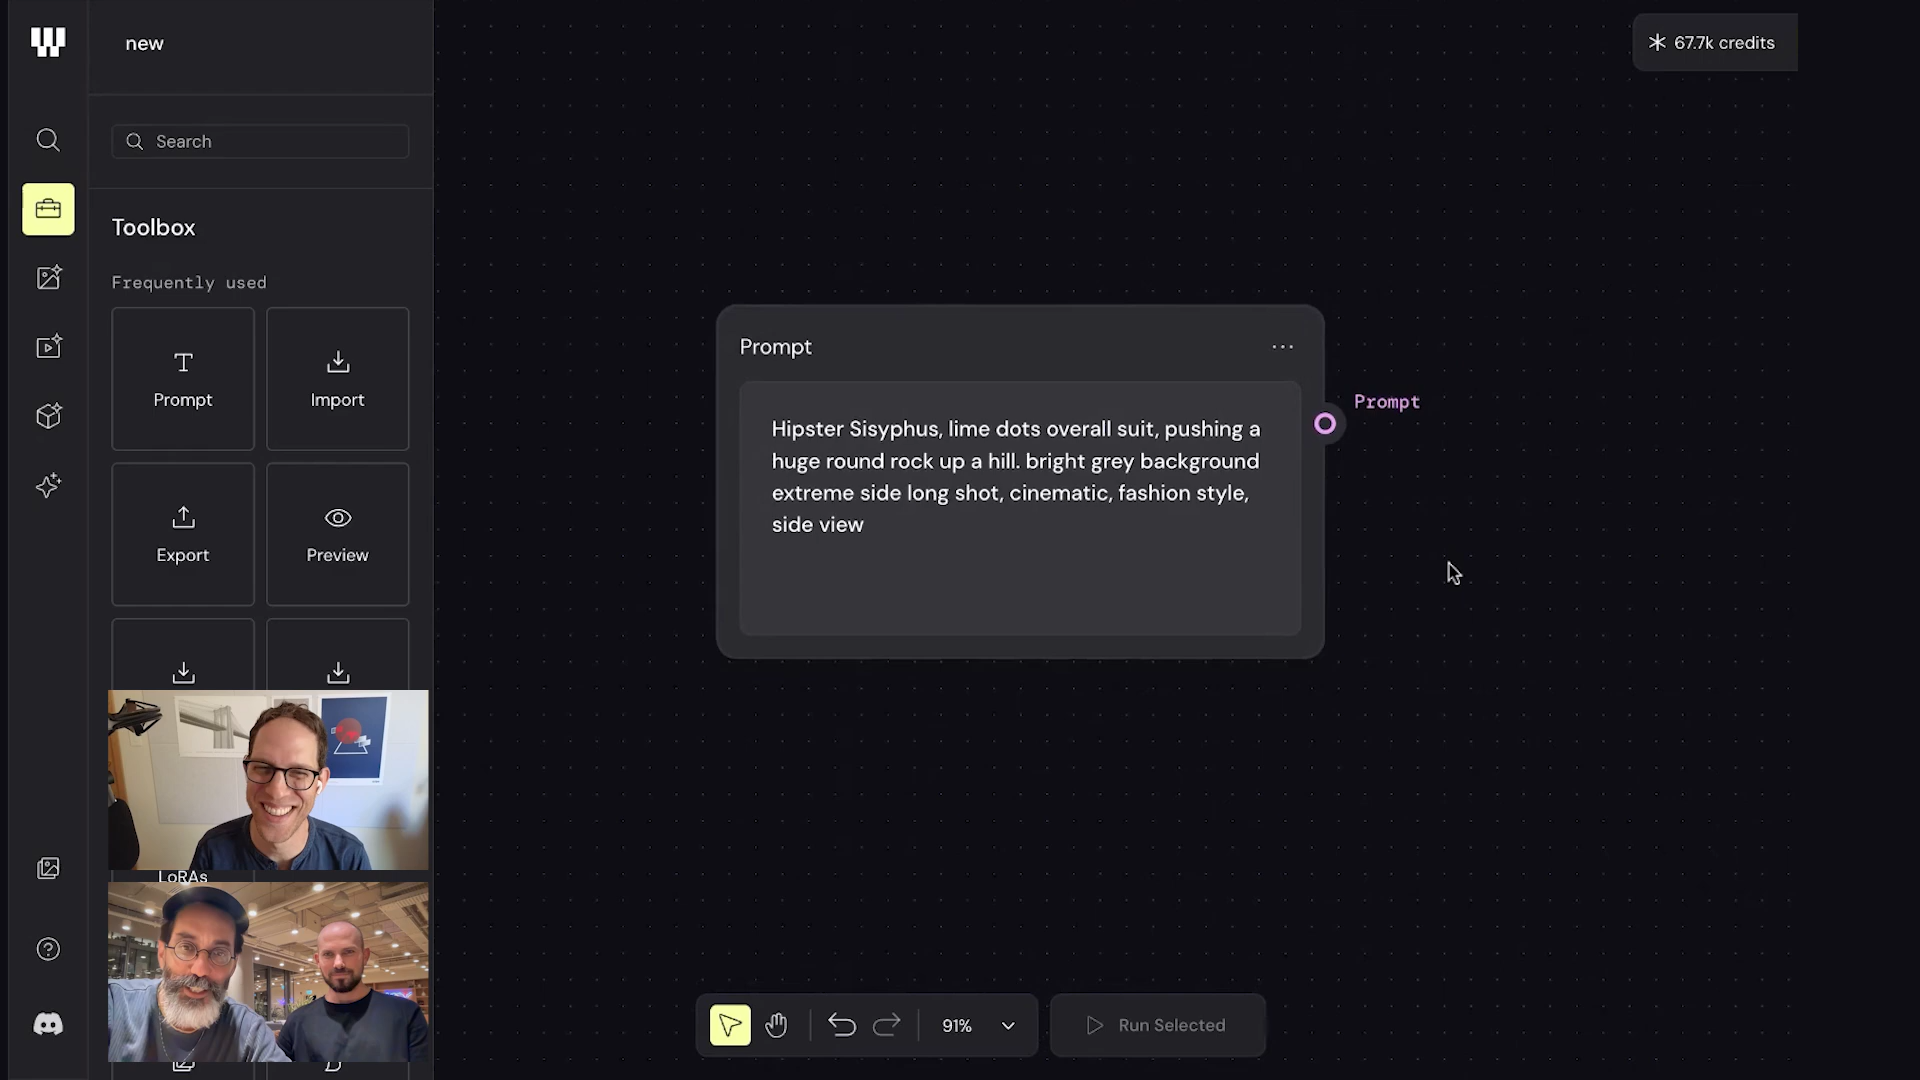 new
67.7k credits
Search
Toolbox
Frequently used
Prompt
Import
Export
Preview
LoRAs
Prompt
Hipster Sisyphus, lime dots overall suit, pushing a
huge round rock up a hill. bright grey background
extreme side long shot, cinematic, fashion style,
side view
Prompt
91%
Run Selected